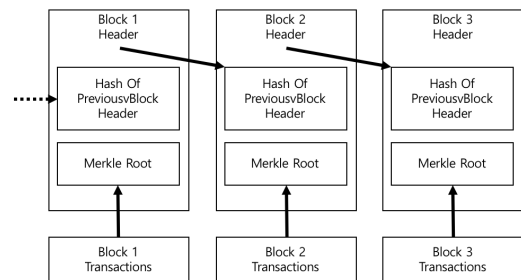 Block 1
Header
Block 2
Header
Block 3
Header
Hash Of
PreviousvBlock
Header
Hash Of
PreviousvBlock
Header
Hash Of
PreviousvBlock
Header
Merkle Root
Merkle Root
Merkle Root
Block 1
Transactions
Block 2
Transactions
Block 3
Transactions